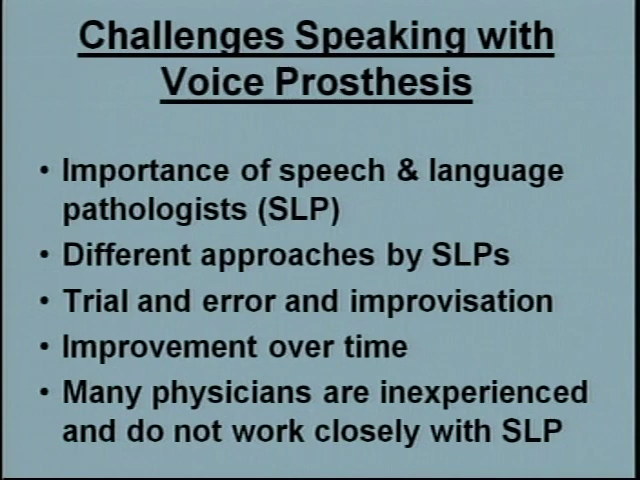 Challenges Speaking with
Voice Prosthesis
• Importance of speech & language
pathologists (SLP)
• Different approaches by SLPs
• Trial and error and improvisation
• Improvement over time
• Many physicians are inexperienced
and do not work closely with SLP